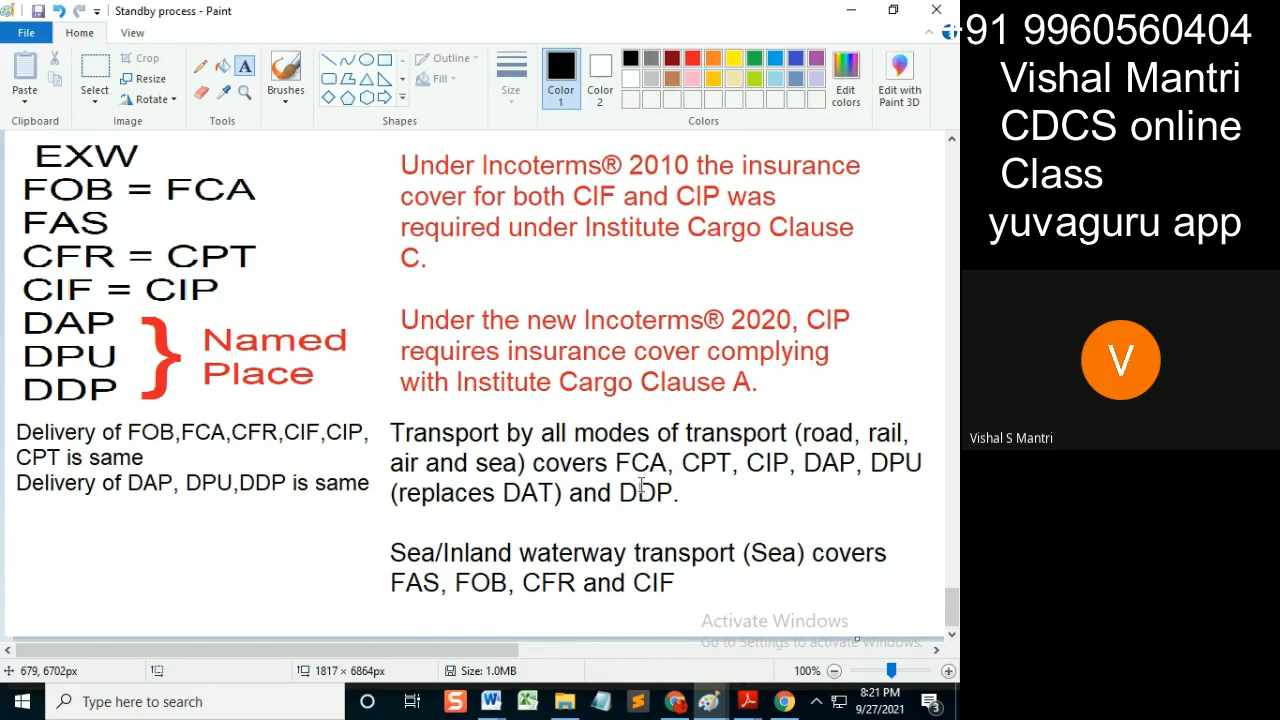 Standby process - Paint
File
Home
View
Paste
Select
Crop
Resize
Rotate
A
Brushes
Outline
Fill
Size
Color
1
Color
2
Edit
colors
Edit with
Paint 3D
Clipboard
Image
Tools
Shapes
Colors
EXW
FOB = FCA
FAS
CFR = CPT
CIF = CIP
DAP
DPU
DDP
} Named
Place
Delivery of FOB,FCA,CFR,CIF,CIP,
CPT is same
Delivery of DAP, DPU,DDP is same
Under Incoterms® 2010 the insurance
cover for both CIF and CIP was
required under Institute Cargo Clause
C.
Under the new Incoterms® 2020, CIP
requires insurance cover complying
with Institute Cargo Clause A.
Transport by all modes of transport (road, rail,
air and sea) covers FCA, CPT, CIP, DAP, DPU
(replaces DAT) and DDP.
Sea/Inland waterway transport (Sea) covers
FAS, FOB, CFR and CIF
Activate Windows
Go to Settings to activate Windows.
679, 6702px
1817 × 6864px
Size: 1.0MB
100%
Type here to search
8:21 PM
9/27/2021
3
+91 9960560404
Vishal Mantri
CDCS online
Class
yuvaguru app
V
Vishal S Mantri